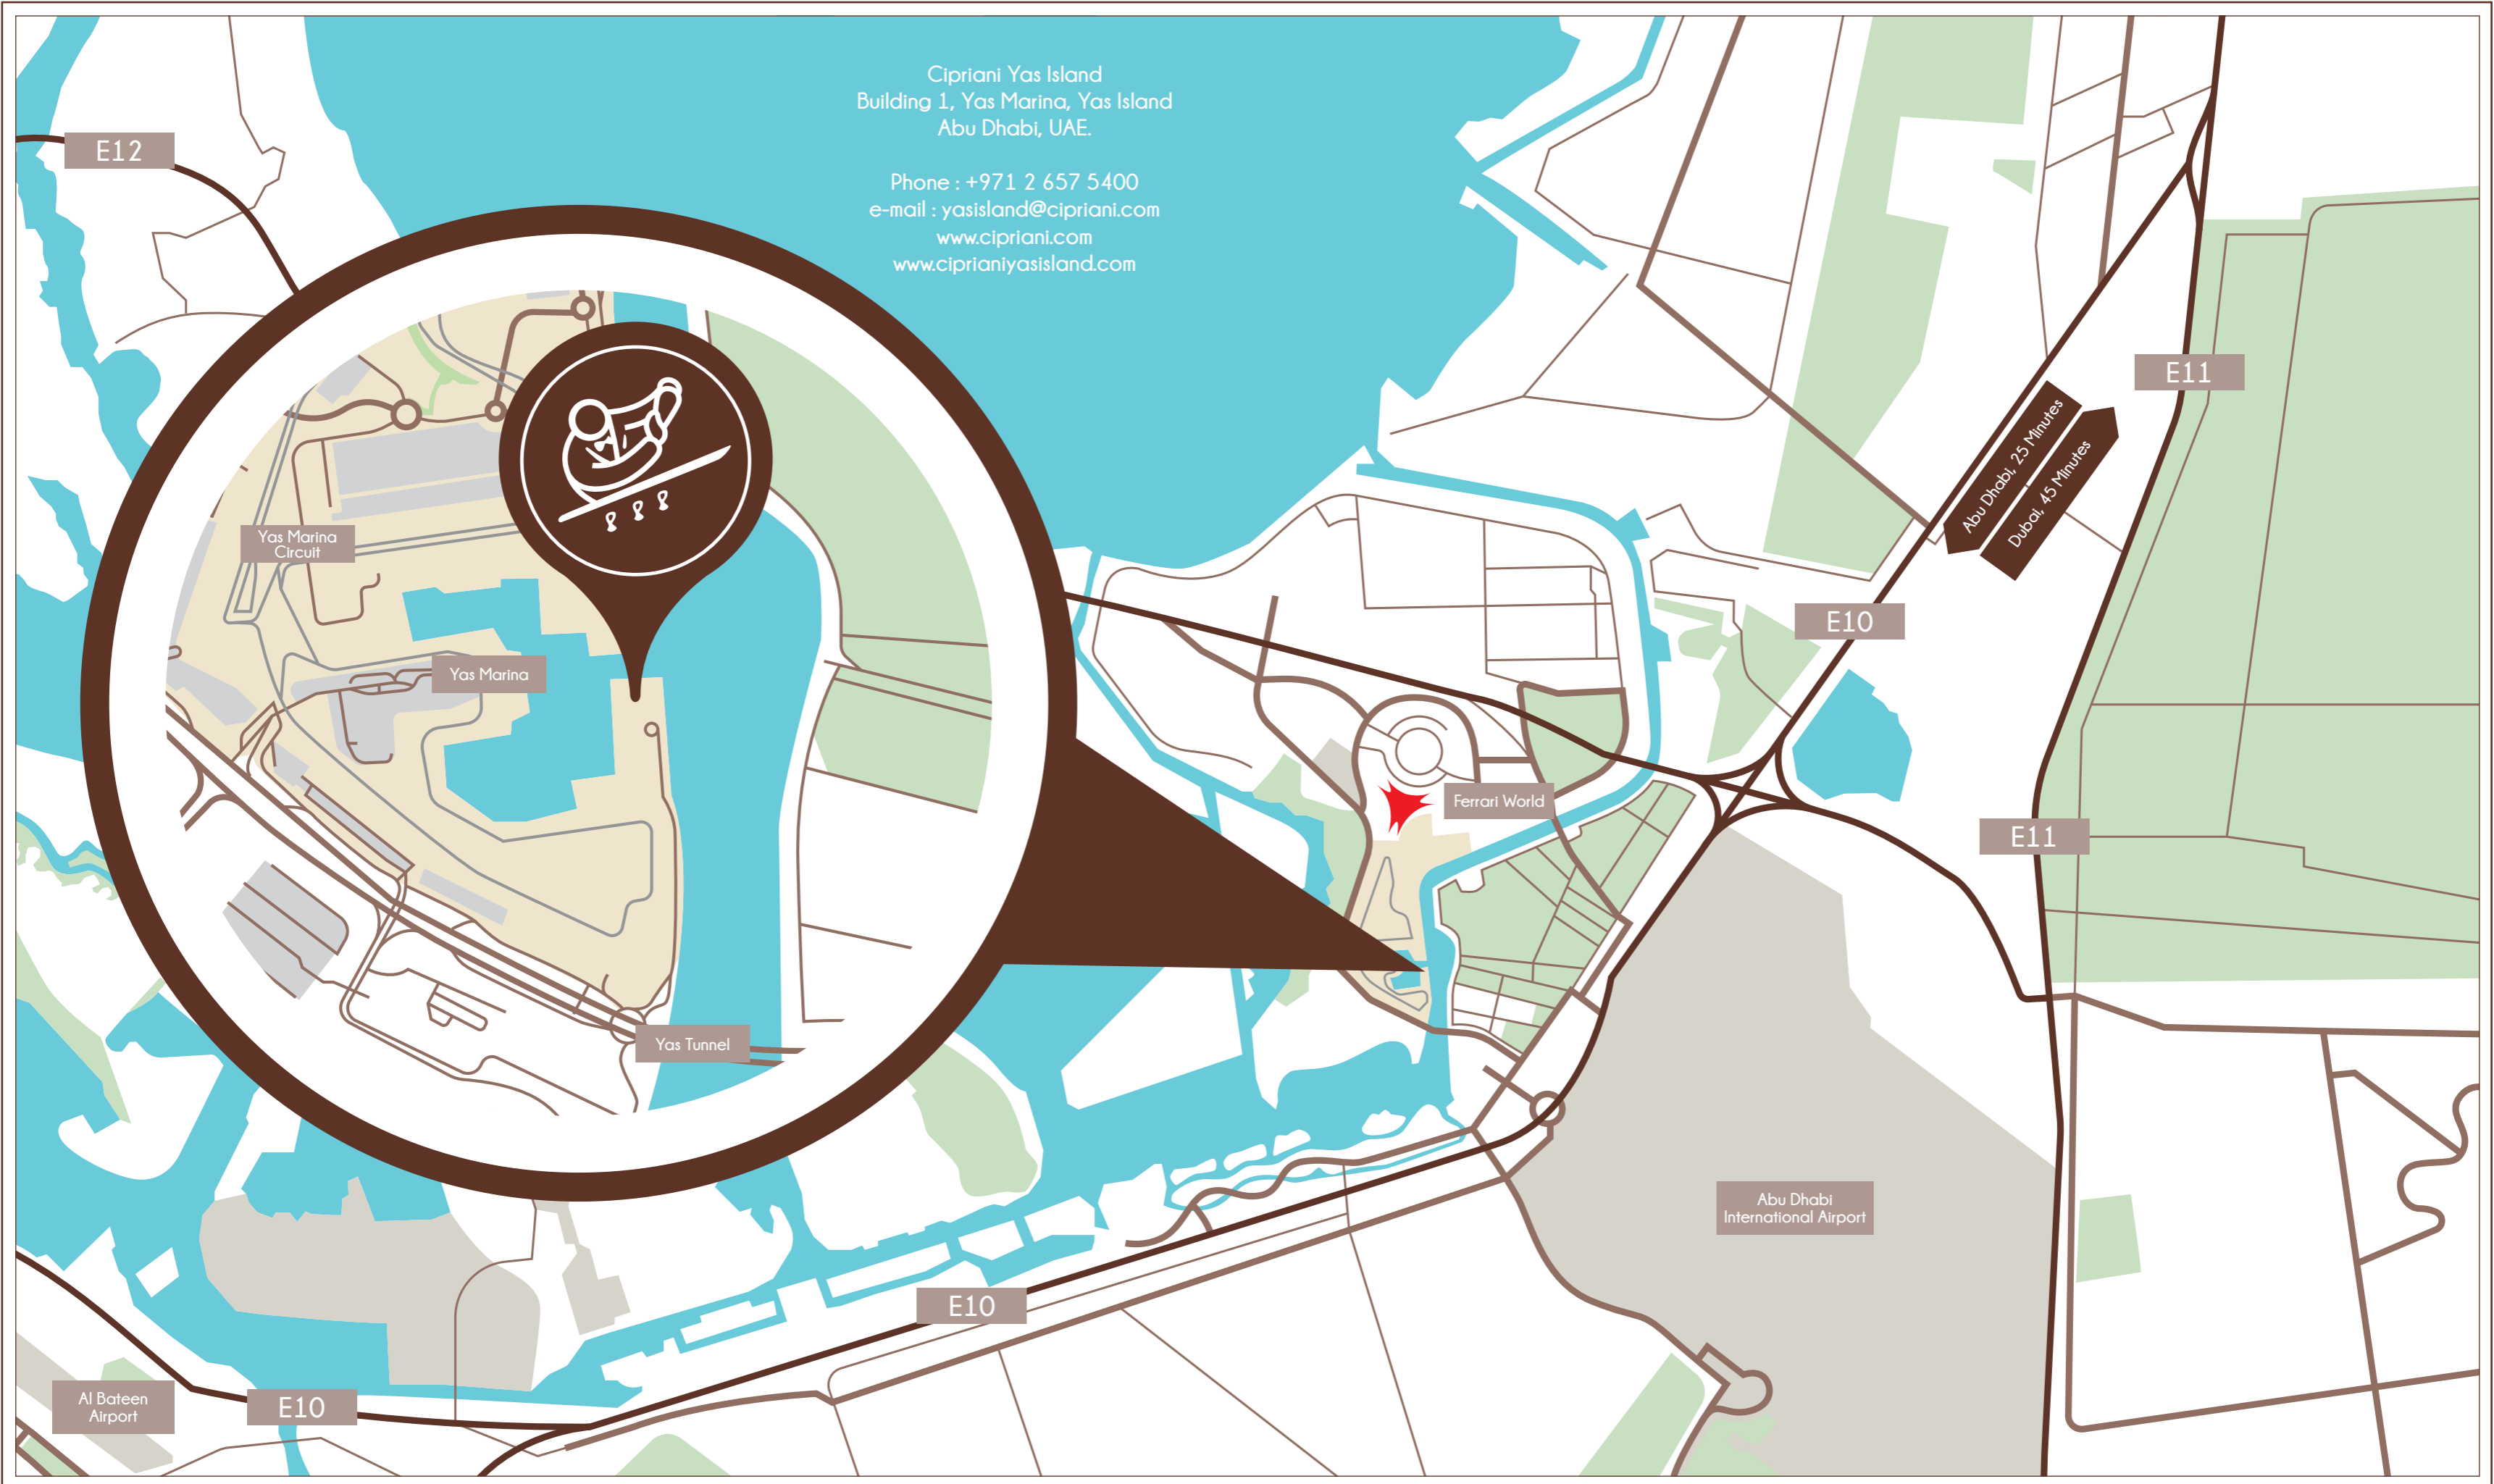 Cipriani Yas Island
Building 1, Yas Marina, Yas Island
Abu Dhabi, UAE.
Phone : +971 2 657 5400
e-mail : yasisland@cipriani.com
www.cipriani.com
www.ciprianiyasisland.com
E12
E11
Abu Dhabi, 25 Minutes
Dubai, 45 Minutes
Yas Marina
Circuit
E10
Yas Marina
Ferrari World
E11
Yas Tunnel
Abu Dhabi
International Airport
E10
Al Bateen
Airport
E10